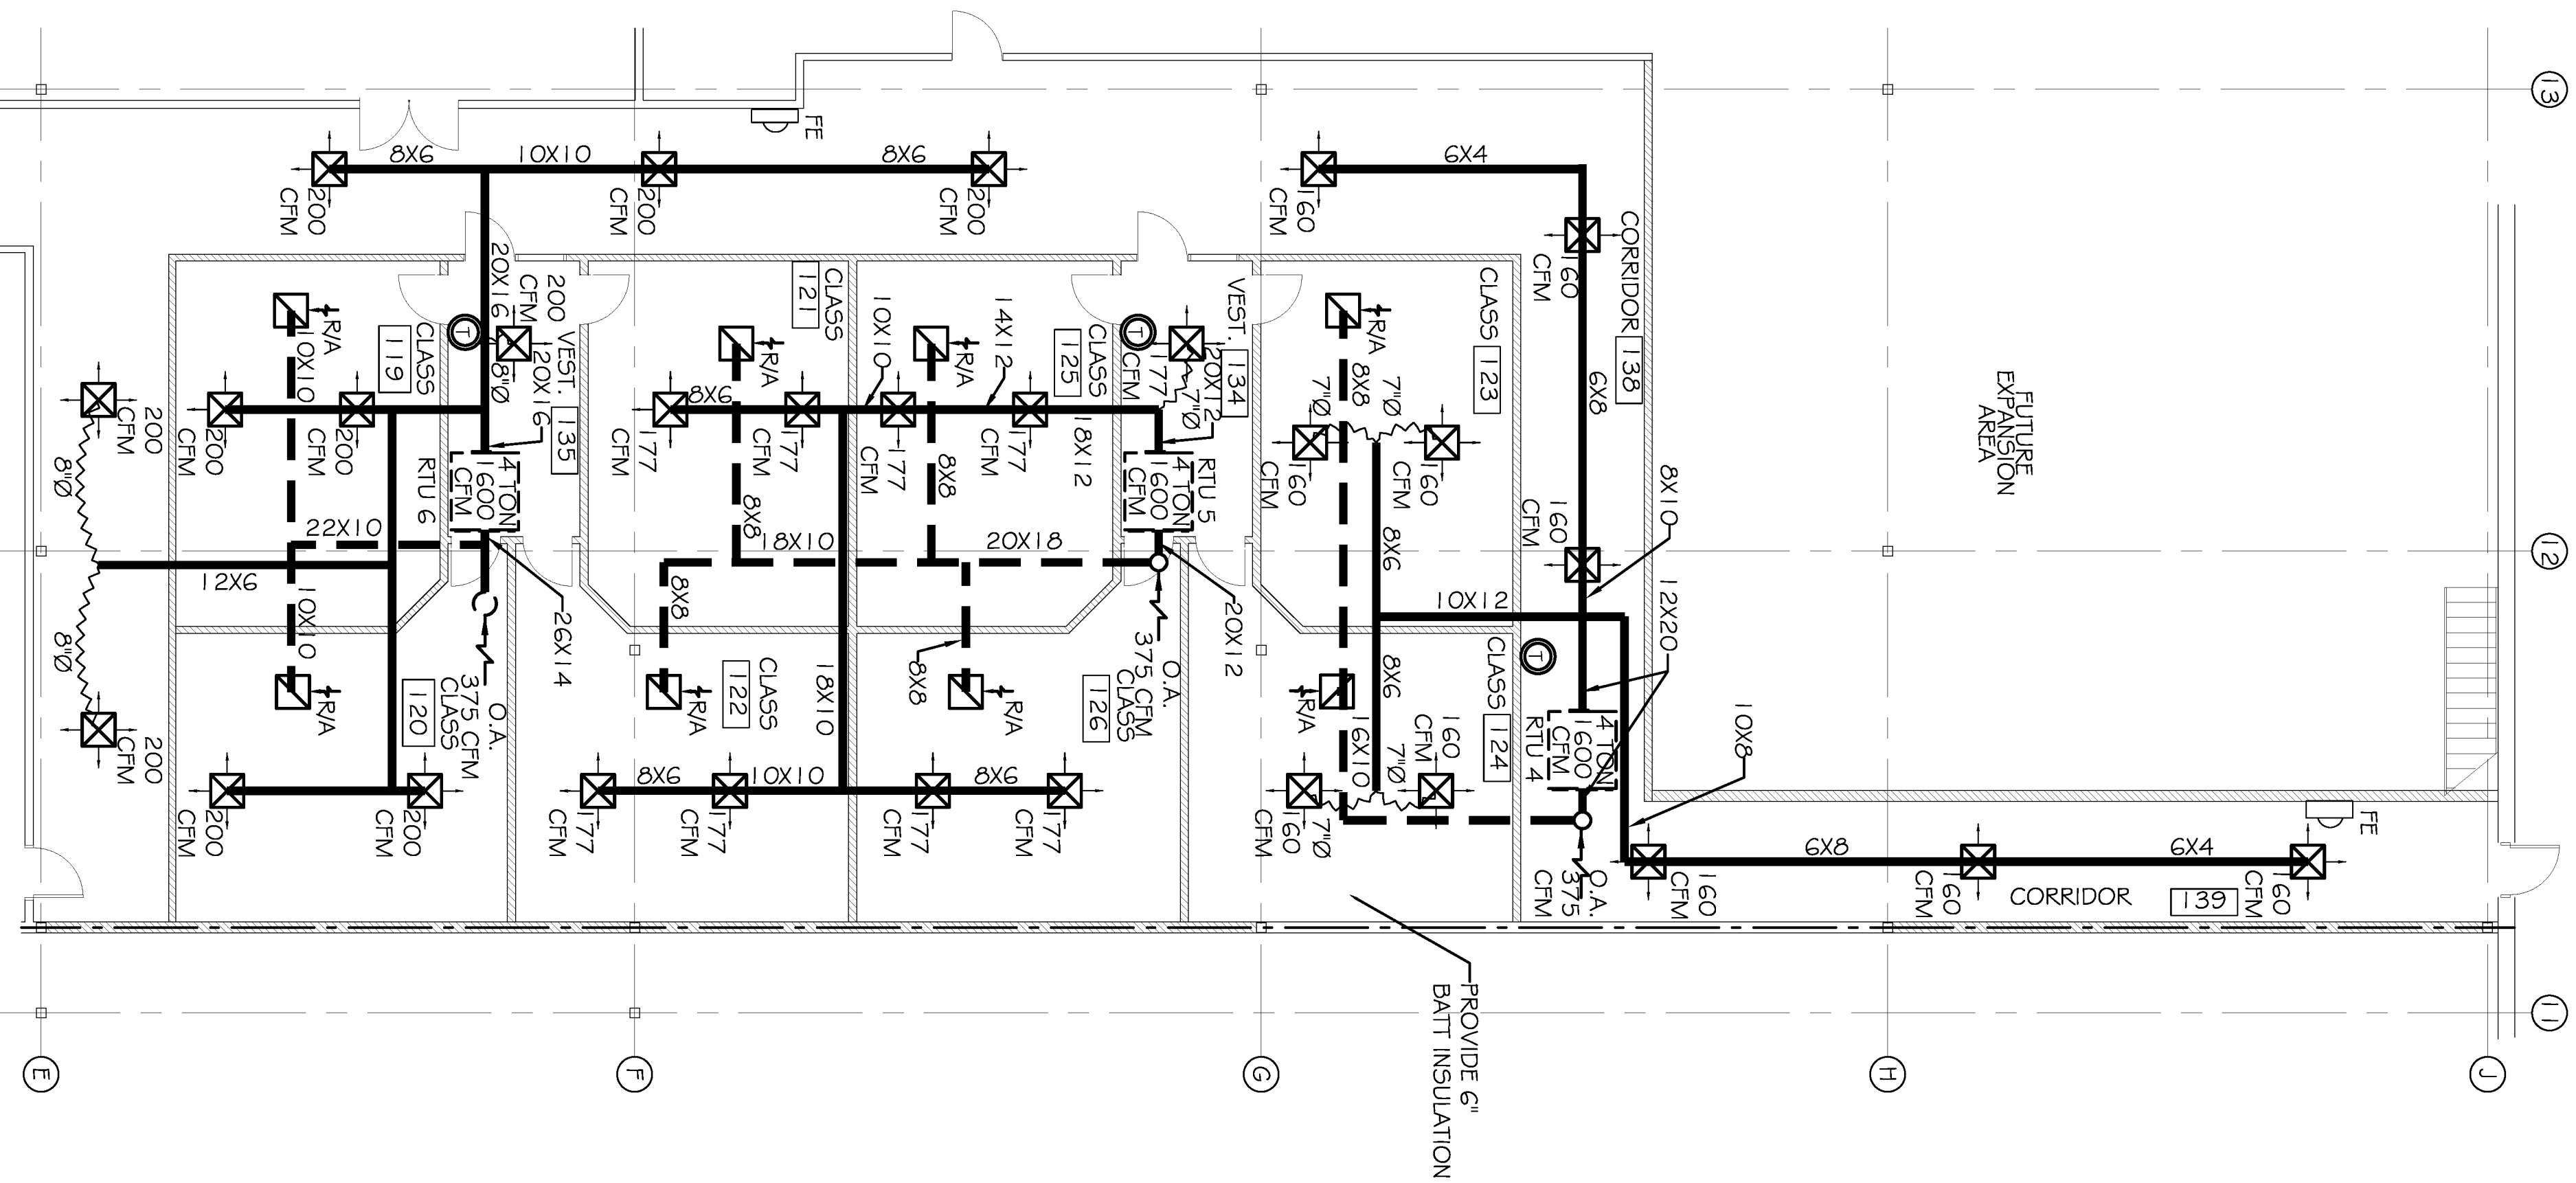 13
FE
8X6
10X10
8X6
6X4
200
CFM
200
CFM
200
CFM
160
CFM
160
CFM
CORRIDOR
138
FUTURE
EXPANSION
AREA
20X16
200
CFM
8"Ø
VEST.
135
20X16
CLASS
119
R/A
10X10
CLASS
121
R/A
8X6
10X10
14X12
R/A
CLASS
125
177
CFM
VEST.
134
20X12
7"Ø
CLASS
123
R/A
8X8
7"Ø
7"Ø
6X8
200
CFM
8"Ø
200
CFM
200
CFM
RTU 6
4 TON
1600
CFM
177
CFM
177
CFM
177
CFM
8X8
177
CFM
18X12
RTU 5
4 TON
1600
CFM
160
CFM
160
CFM
8X6
160
CFM
8X10
12
22X10
8X8
18X10
20X18
12X6
10X10
26X14
8X8
20X12
10X12
12X20
8"Ø
R/A
CLASS
120
O.A.
375 CFM
R/A
CLASS
122
18X10
8X8
R/A
CLASS
126
O.A.
375 CFM
R/A
16X10
8X6
7"Ø
160
CFM
CLASS
124
RTU 4
4 TON
1600
CFM
10X8
200
CFM
200
CFM
200
CFM
8X6
10X10
8X6
177
CFM
177
CFM
177
CFM
177
CFM
160
CFM
7"Ø
O.A.
375
CFM
160
CFM
6X8
160
CFM
6X4
160
CFM
FE
CORRIDOR
139
PROVIDE 6"
BATT INSULATION
11
E
F
G
H
J
T
T
T